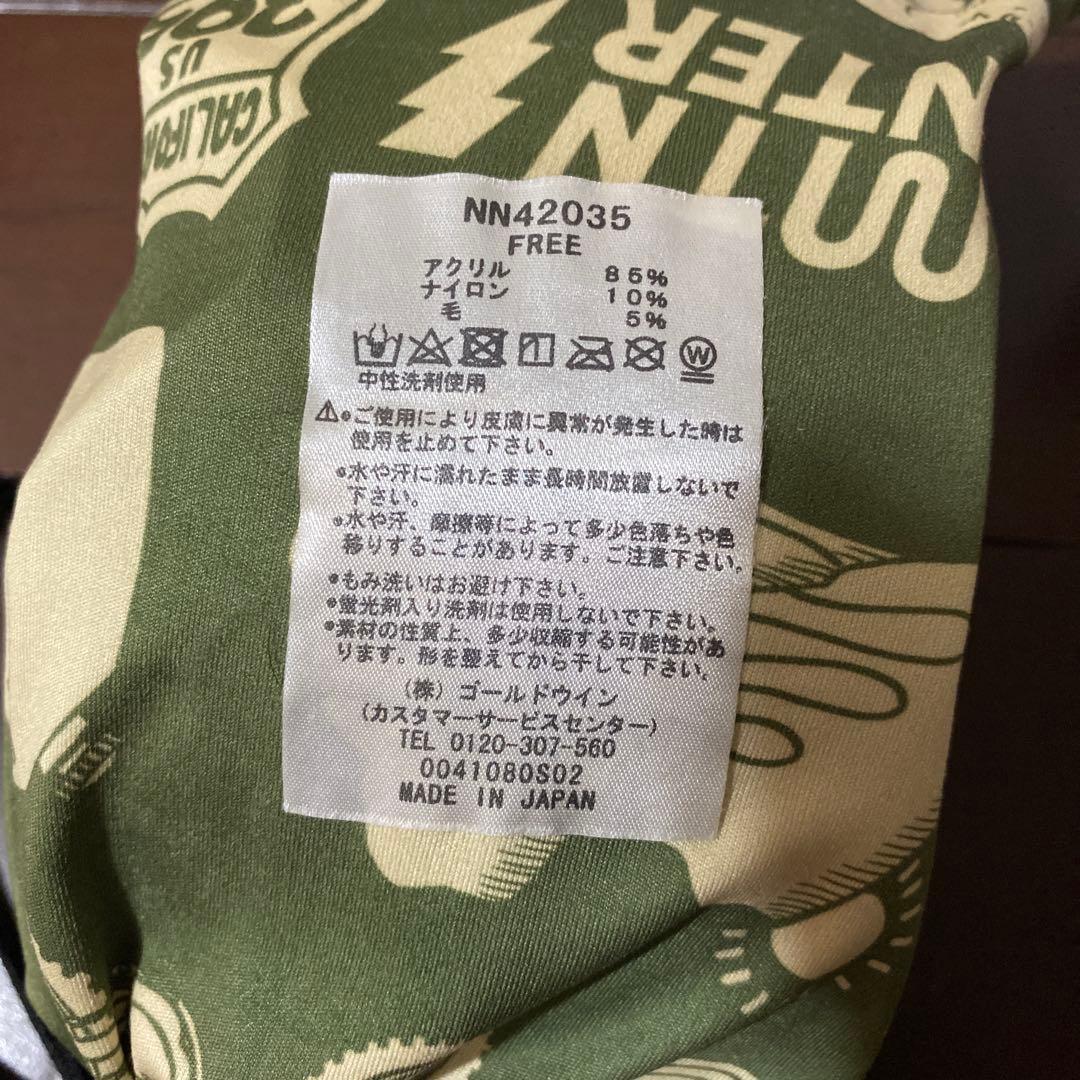 CALIFOR
US
MIN
NTER
NTE
NN42035
FREE
アクリル 85%
ナイロン 10%
毛 5%
W
中性洗剤使用
⚠●ご使用により皮膚に異常が発生した時は
使用を止めて下さい。
●水や汗に濡れたまま長時間放置しないで
下さい。
●水や汗、摩擦等によって多少色落ちや色
移りすることがあります。ご注意下さい。
●もみ洗いはお避け下さい。
●蛍光剤入り洗剤は使用しないで下さい。
●素材の性質上、多少収縮する可能性があ
ります。形を整えてから干して下さい。
(株) ゴールドウイン
(カスタマーサービスセンター)
TEL 0120-307-560
0041080S02
MADE IN JAPAN